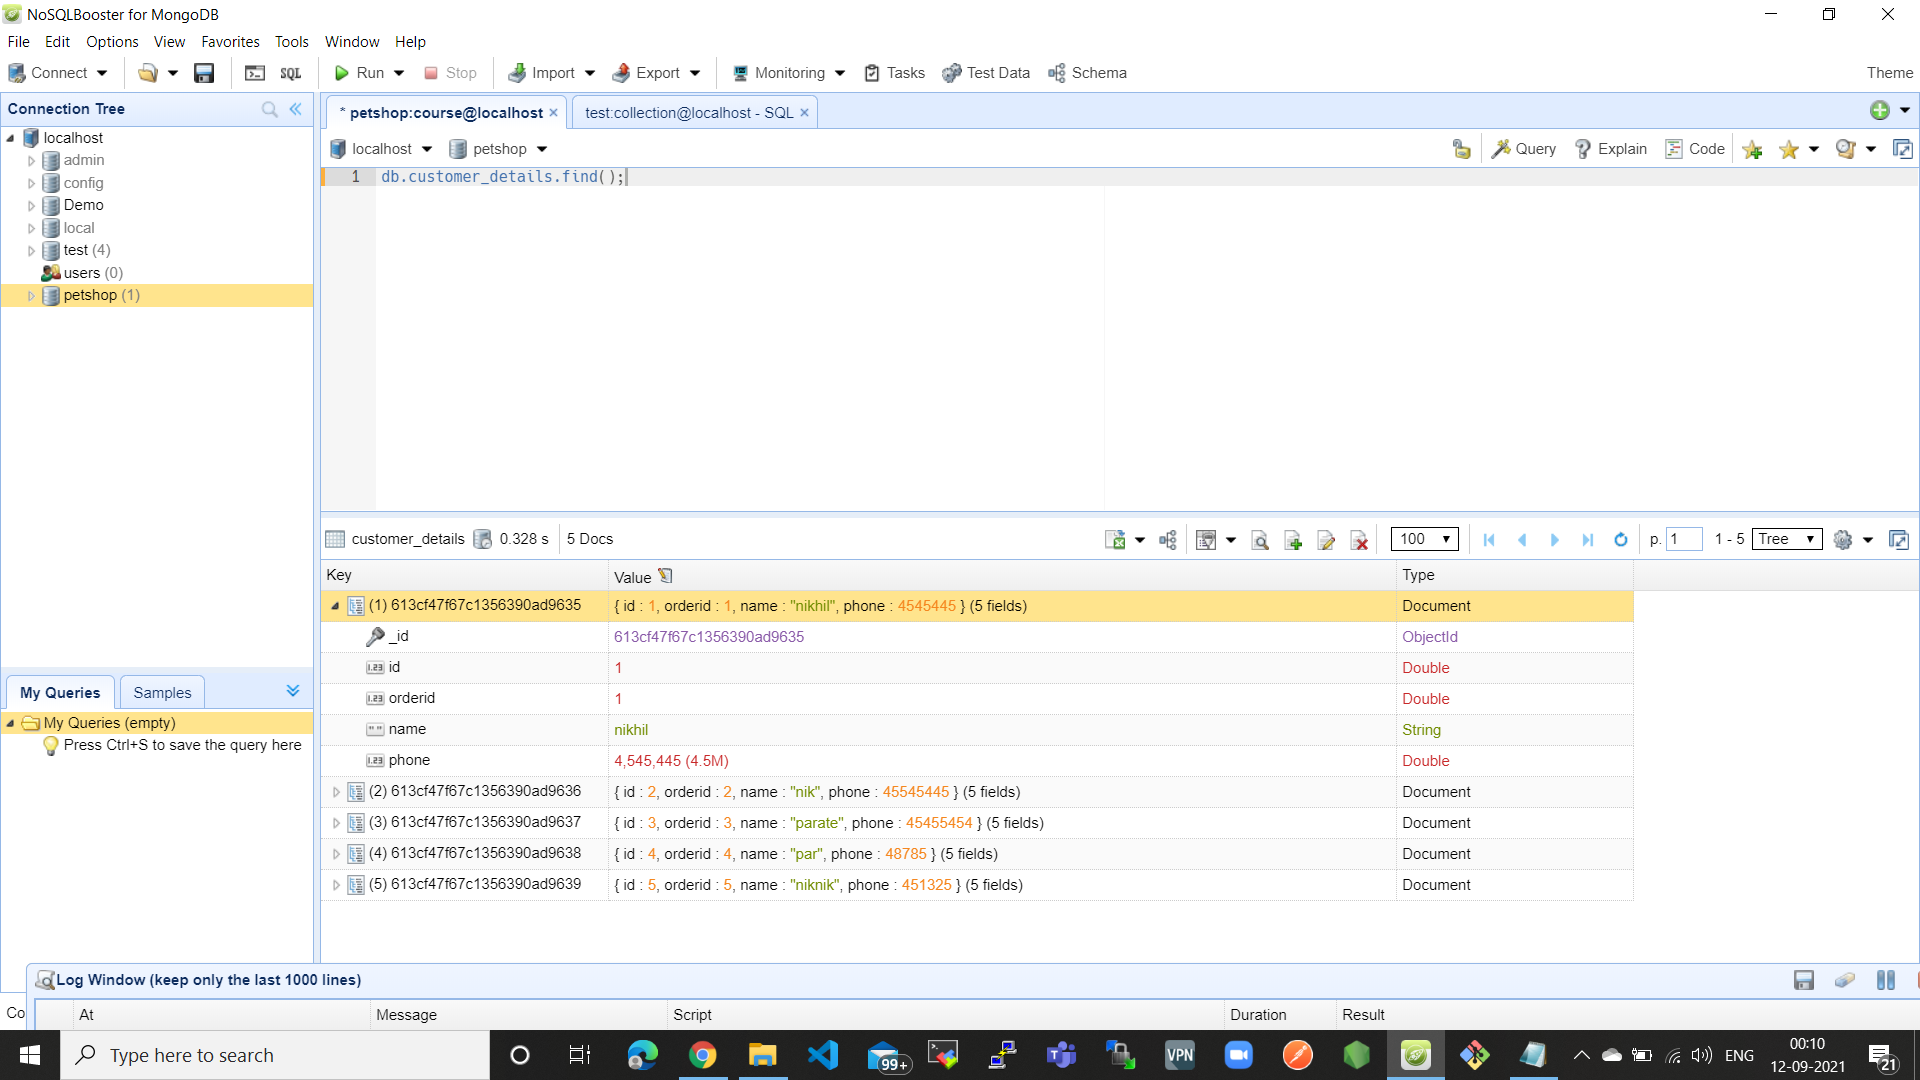 NoSQLBooster for MongoDB
File Edit Options View Favorites Tools Window Help
Connect SQL Run Stop Import Export Monitoring Tasks Test Data Schema Theme
Connection Tree
localhost
admin
config
Demo
local
test (4)
users (0)
petshop (1)
* petshop:course@localhost × test:collection@localhost - SQL ×
localhost petshop Query Explain Code
1 db.customer_details.find();
My Queries Samples
My Queries (empty)
Press Ctrl+S to save the query here
customer_details 0.328 s 5 Docs 100 p. 1 1 - 5 Tree
Key Value Type
(1) 613cf47f67c1356390ad9635 { id : 1, orderid : 1, name : "nikhil", phone : 4545445 } (5 fields) Document
_id 613cf47f67c1356390ad9635 ObjectId
id 1 Double
orderid 1 Double
name nikhil String
phone 4,545,445 (4.5M) Double
(2) 613cf47f67c1356390ad9636 { id : 2, orderid : 2, name : "nik", phone : 45545445 } (5 fields) Document
(3) 613cf47f67c1356390ad9637 { id : 3, orderid : 3, name : "parate", phone : 45455454 } (5 fields) Document
(4) 613cf47f67c1356390ad9638 { id : 4, orderid : 4, name : "par", phone : 48785 } (5 fields) Document
(5) 613cf47f67c1356390ad9639 { id : 5, orderid : 5, name : "niknik", phone : 451325 } (5 fields) Document
Log Window (keep only the last 1000 lines)
Co At Message Script Duration Result
Type here to search 99+ VPN ENG 00:10
12-09-2021 21